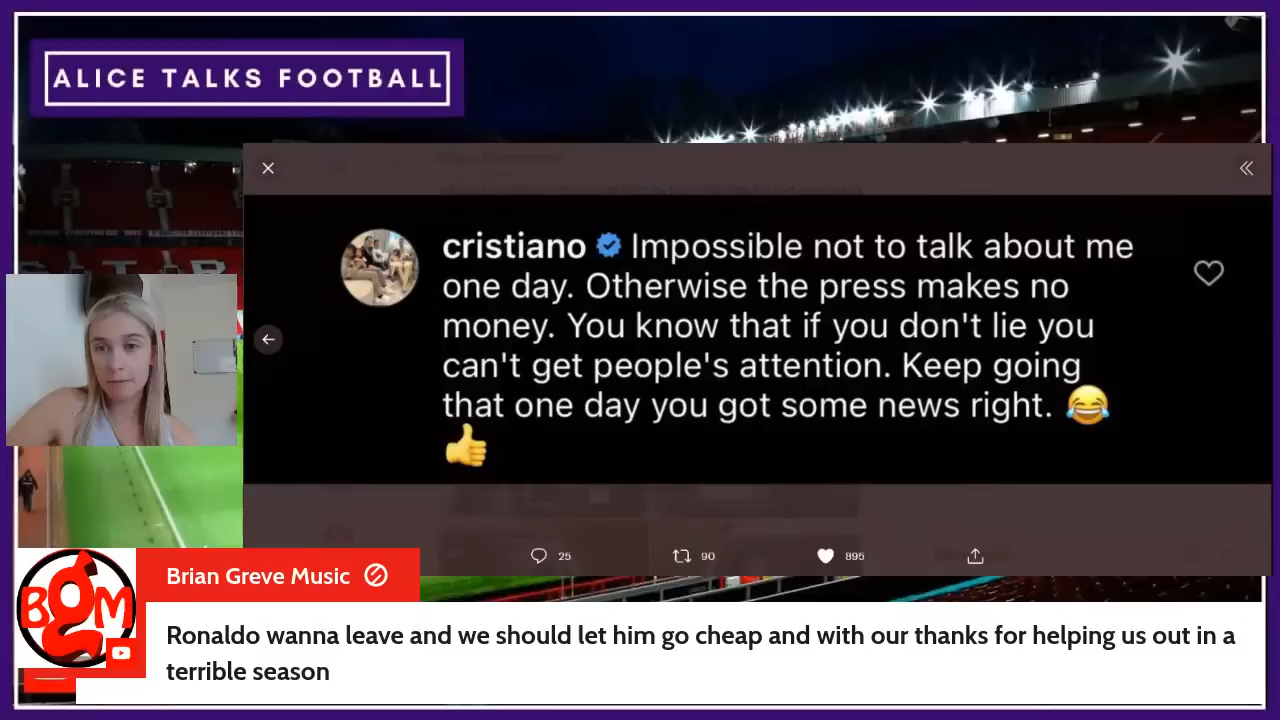 ALICE TALKS FOOTBALL
cristiano Impossible not to talk about me
one day. Otherwise the press makes no
money. You know that if you don't lie you
can't get people's attention. Keep going
that one day you got some news right. 😂
👍
25
90
895
BGM
Brian Greve Music
Ronaldo wanna leave and we should let him go cheap and with our thanks for helping us out in a
terrible season